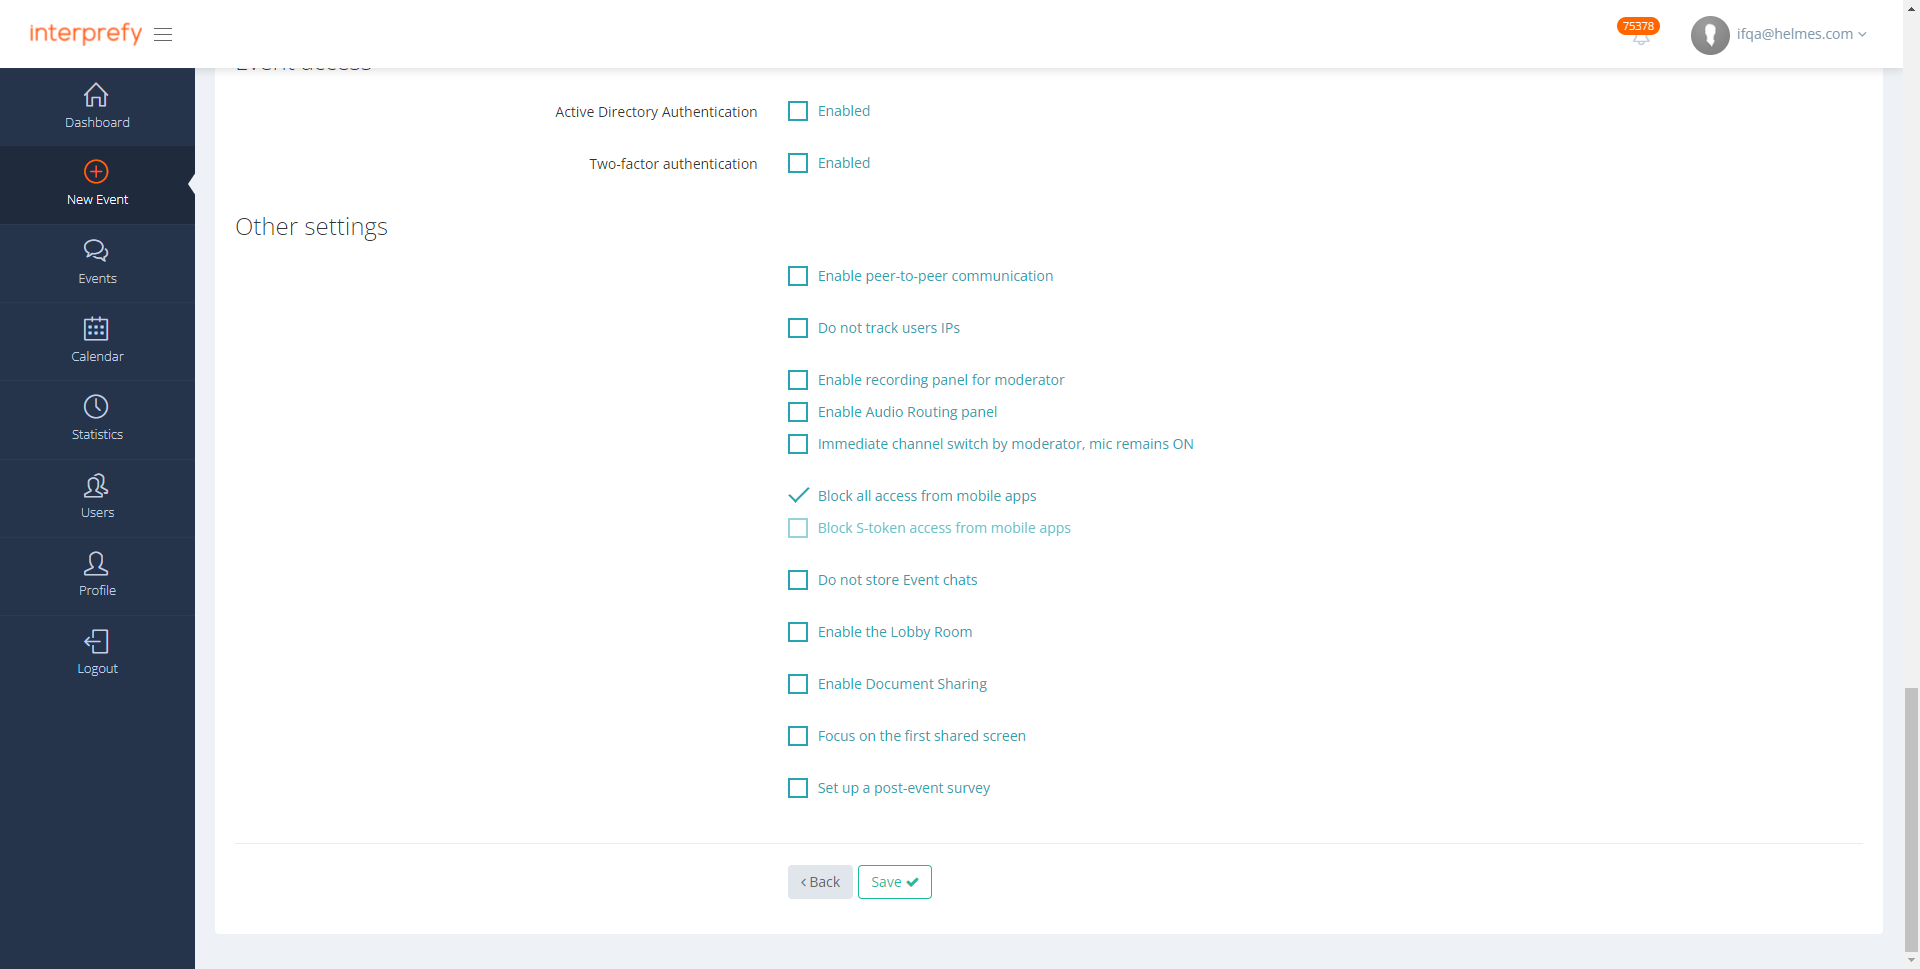 interprefy
75378
ifqa@helmes.com
Dashboard
New Event
Events
Calendar
Statistics
Users
Profile
Logout
Event access
Active Directory Authentication
Enabled
Two-factor authentication
Enabled
Other settings
Enable peer-to-peer communication
Do not track users IPs
Enable recording panel for moderator
Enable Audio Routing panel
Immediate channel switch by moderator, mic remains ON
Block all access from mobile apps
Block S-token access from mobile apps
Do not store Event chats
Enable the Lobby Room
Enable Document Sharing
Focus on the first shared screen
Set up a post-event survey
Back
Save